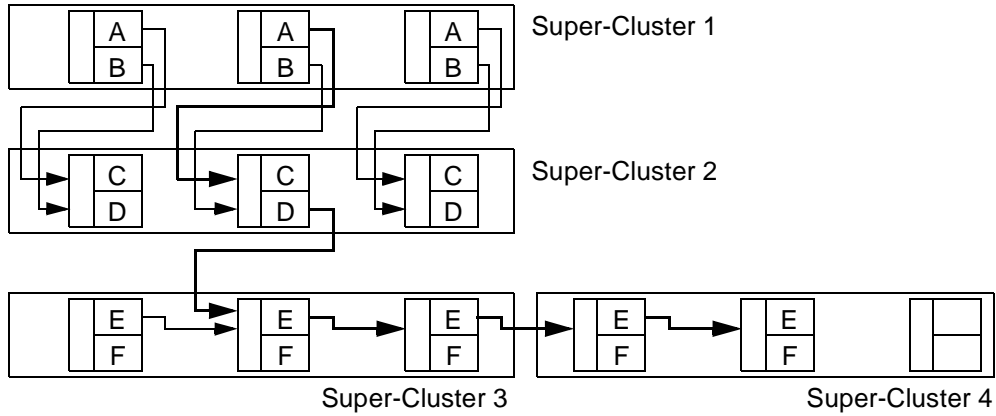 A A A Super-Cluster 1
B B B
C C C Super-Cluster 2
D D D
E E E E E
F F F F F
Super-Cluster 3 Super-Cluster 4